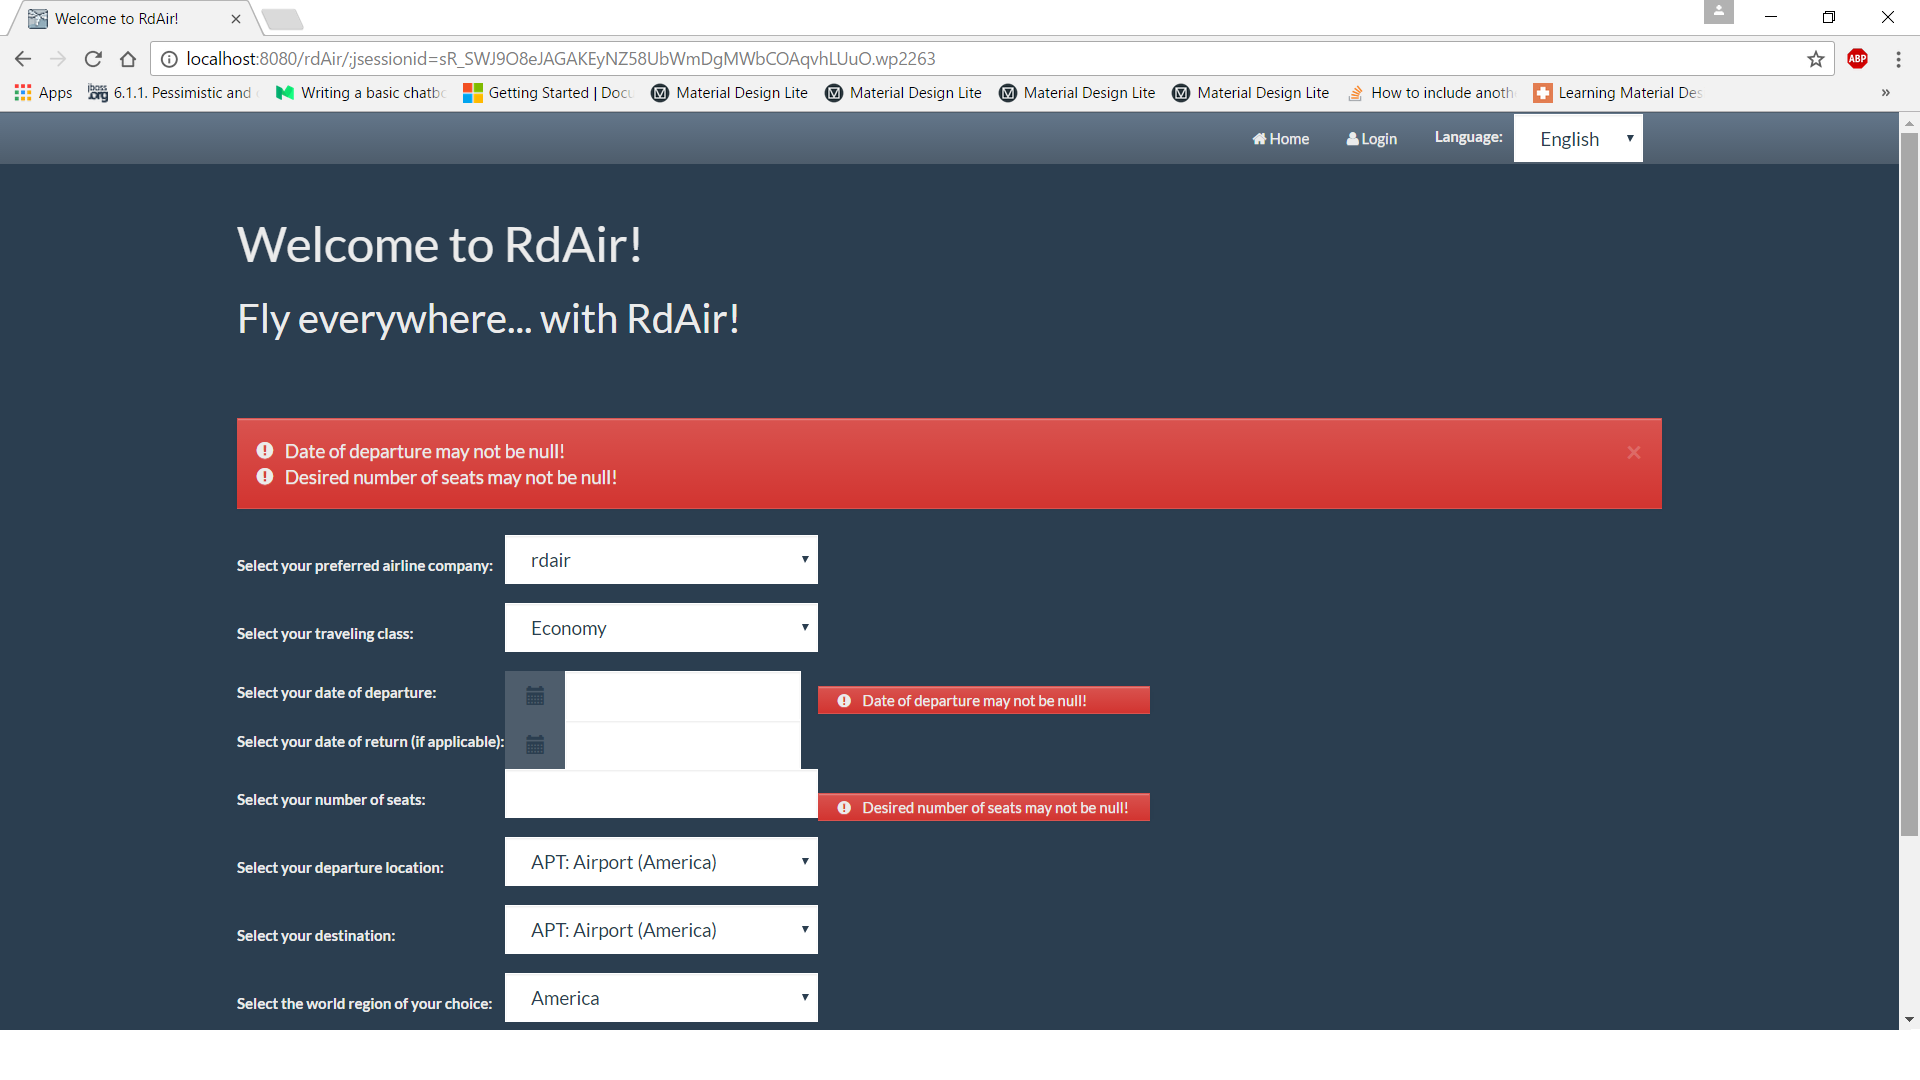 Welcome to RdAir!
localhost:8080/rdAir/;jsessionid=sR_SWJ9O8eJAGAKEyNZ58UbWmDgMWbCOAqvhLUuO.wp2263
ABP
Apps jboss.org 6.1.1. Pessimistic and Writing a basic chatb Getting Started | Docu Material Design Lite Material Design Lite Material Design Lite Material Design Lite How to include anoth Learning Material Des »
Home Login Language: English
Welcome to RdAir!
Fly everywhere... with RdAir!
Date of departure may not be null!
Desired number of seats may not be null!
Select your preferred airline company: rdair
Select your traveling class: Economy
Select your date of departure: Date of departure may not be null!
Select your date of return (if applicable):
Select your number of seats: Desired number of seats may not be null!
Select your departure location: APT: Airport (America)
Select your destination: APT: Airport (America)
Select the world region of your choice: America